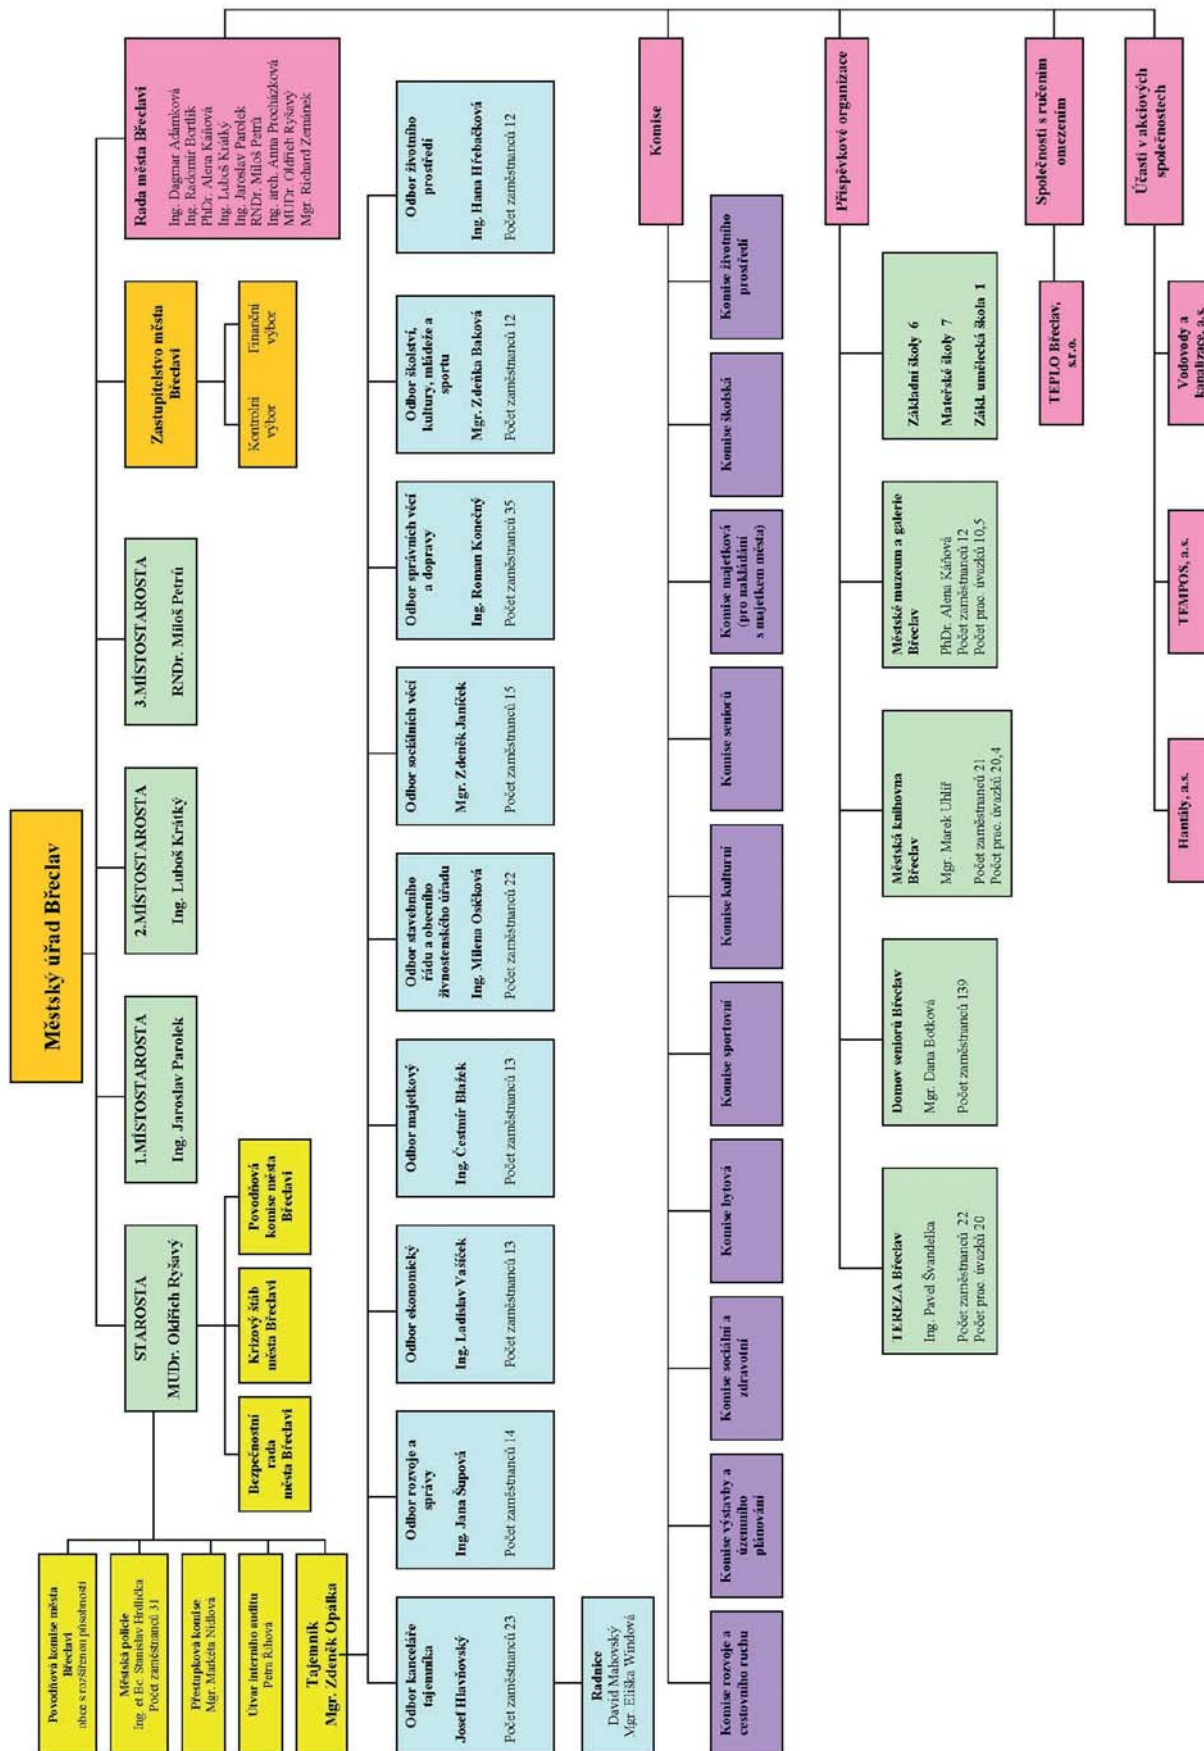 Městský úřad Břeclav
STAROSTA
MUDr. Oldřich Ryšavý
1.MÍSTOSTAROSTA
Ing. Jaroslav Parolek
2.MÍSTOSTAROSTA
Ing. Luboš Krátký
3.MÍSTOSTAROSTA
RNDr. Miloš Petrů
Zastupitelstvo města
Břeclavi
Kontrolní
výbor
Finanční
výbor
Rada města Břeclavi
Ing. Dagmar Adamková
Ing. Radomír Bortlík
PhDr. Alena Káňová
Ing. Luboš Krátký
Ing. Jaroslav Parolek
RNDr. Miloš Petrů
Ing. arch. Anna Procházková
MUDr. Oldřich Ryšavý
Mgr. Richard Zemánek
Povodňová komise města
Břeclavi
obce s rozšířenou působností
Městská policie
Ing. et Bc. Stanislav Hrdlička
Počet zaměstnanců 31
Přestupková komise
Mgr. Markéta Nídlová
Útvar interního auditu
Petra Říhová
Tajemník
Mgr. Zdeněk Opálka
Bezpečnostní
rada
města Břeclavi
Krizový štáb
města Břeclavi
Povodňová
komise města
Břeclavi
Odbor kanceláře
tajemníka
Josef Hlavňovský
Počet zaměstnanců 23
Odbor rozvoje a
správy
Ing. Jana Šupová
Počet zaměstnanců 14
Odbor ekonomický
Ing. Ladislav Vašíček
Počet zaměstnanců 13
Odbor majetkový
Ing. Čestmír Blažek
Počet zaměstnanců 13
Odbor stavebního
řádu a obecního
živnostenského úřadu
Ing. Milena Osičková
Počet zaměstnanců 22
Odbor sociálních věcí
Mgr. Zdeněk Janíček
Počet zaměstnanců 15
Odbor správních věcí
a dopravy
Ing. Roman Konečný
Počet zaměstnanců 35
Odbor školství,
kultury, mládeže a
sportu
Mgr. Zdeňka Baková
Počet zaměstnanců 12
Odbor životního
prostředí
Ing. Hana Hřebačková
Počet zaměstnanců 12
Radnice
David Mahovský
Mgr. Eliška Windová
Komise
Komise rozvoje a
cestovního ruchu
Komise výstavby a
územního
plánování
Komise sociální a
zdravotní
Komise bytová
Komise sportovní
Komise kulturní
Komise seniorů
Komise majetková
(pro nakládání
s majetkem města)
Komise školská
Komise životního
prostředí
Příspěvkové organizace
TEREZA Břeclav
Ing. Pavel Švandelka
Počet zaměstnanců 22
Počet prac. úvazků 20
Domov seniorů Břeclav
Mgr. Dana Botková
Počet zaměstnanců 139
Městská knihovna
Břeclav
Mgr. Marek Uhlíř
Počet zaměstnanců 21
Počet prac. úvazků 20,4
Městské muzeum a galerie
Břeclav
PhDr. Alena Káňová
Počet zaměstnanců 12
Počet prac. úvazků 10,5
Základní školy 6
Mateřské školy 7
Zákl. umělecká škola 1
Společnosti s ručením
omezením
TEPLO Břeclav,
s.r.o.
Účasti v akciových
společnostech
Hantály, a.s.
TEMPOS, a.s.
Vodovody a
kanalizace, a.s.